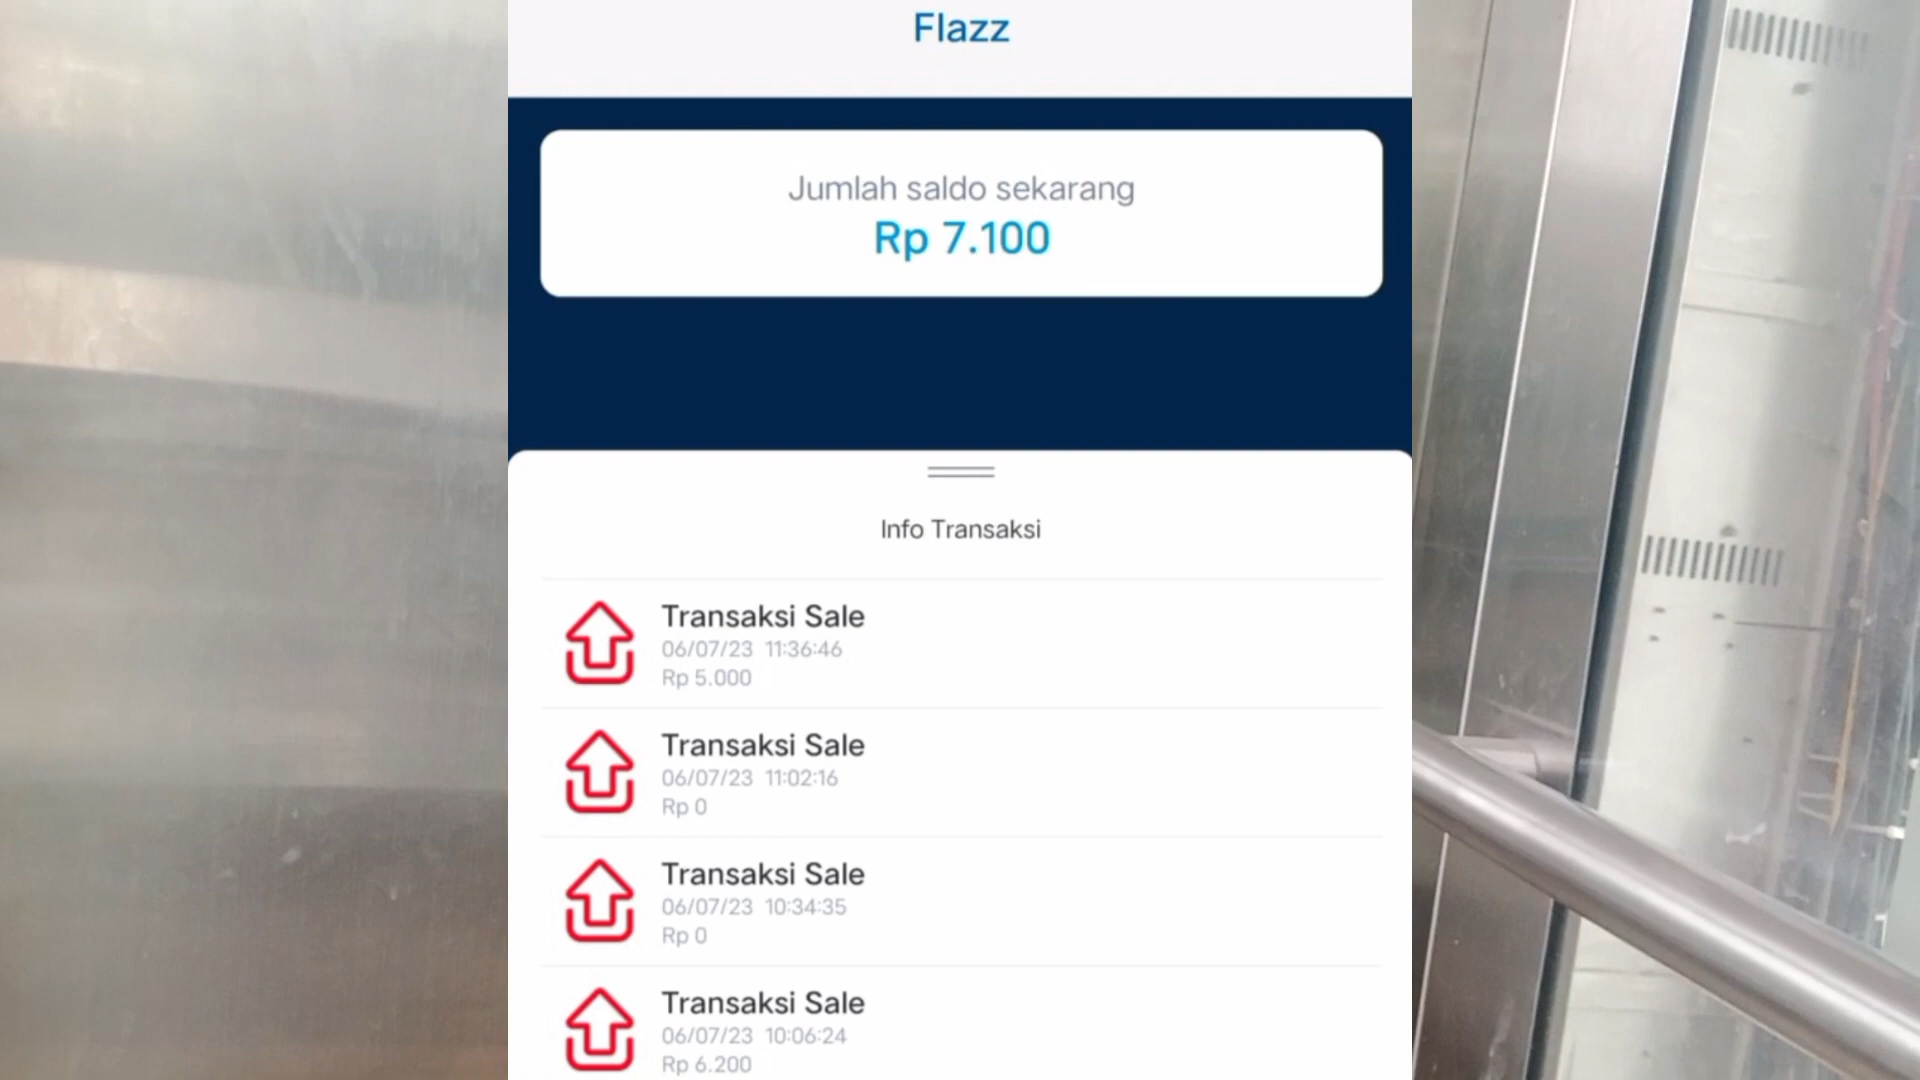 Flazz
Jumlah saldo sekarang
Rp 7.100
Info Transaksi
Transaksi Sale
06/07/23 11:36:46
Rp 5.000
Transaksi Sale
06/07/23 11:02:16
Rp 0
Transaksi Sale
06/07/23 10:34:35
Rp 0
Transaksi Sale
06/07/23 10:06:24
Rp 6.200